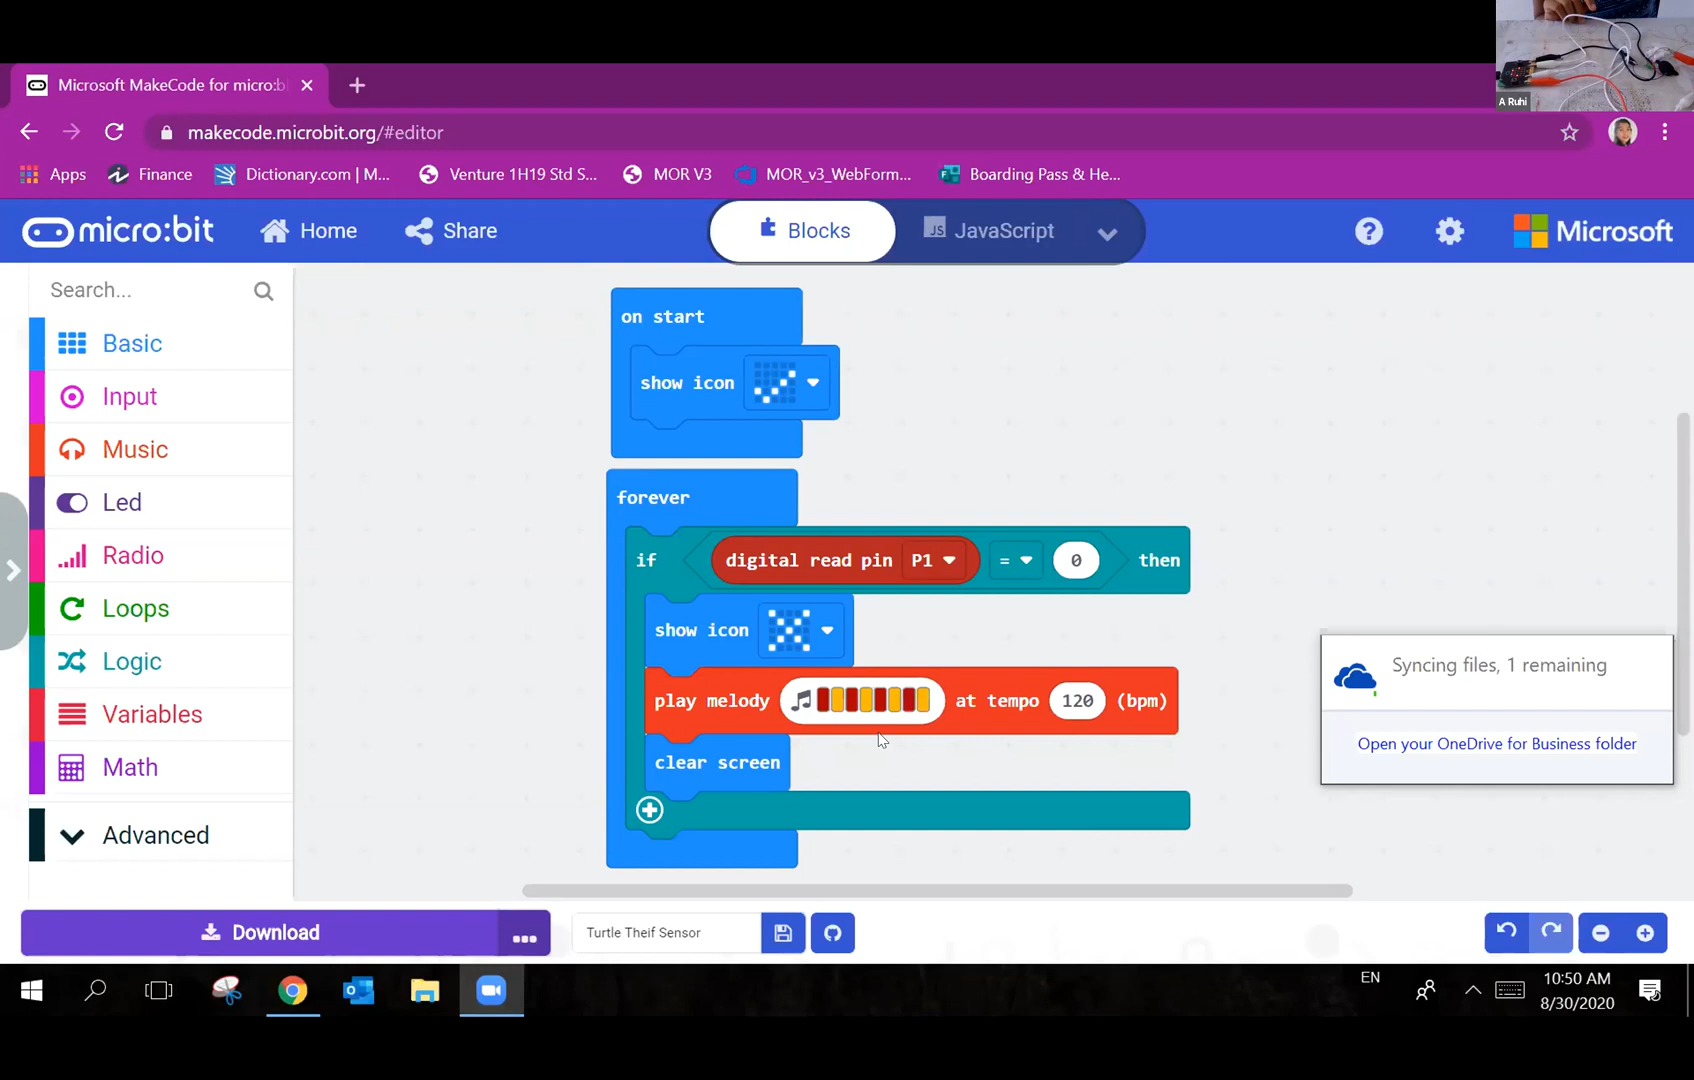 A Ruhi
Microsoft MakeCode for micro:bi
makecode.microbit.org/#editor
Apps
Finance
Dictionary.com | M...
Venture 1H19 Std S...
MOR V3
MOR_v3_WebForm...
Boarding Pass & He...
micro:bit
Home
Share
Blocks
JS JavaScript
Microsoft
Search...
Basic
Input
Music
Led
Radio
Loops
Logic
Variables
Math
Advanced
on start
show icon
forever
if digital read pin P1 = 0 then
show icon
play melody at tempo 120 (bpm)
clear screen
Syncing files, 1 remaining
Open your OneDrive for Business folder
Download
...
Turtle Theif Sensor
EN
10:50 AM
8/30/2020